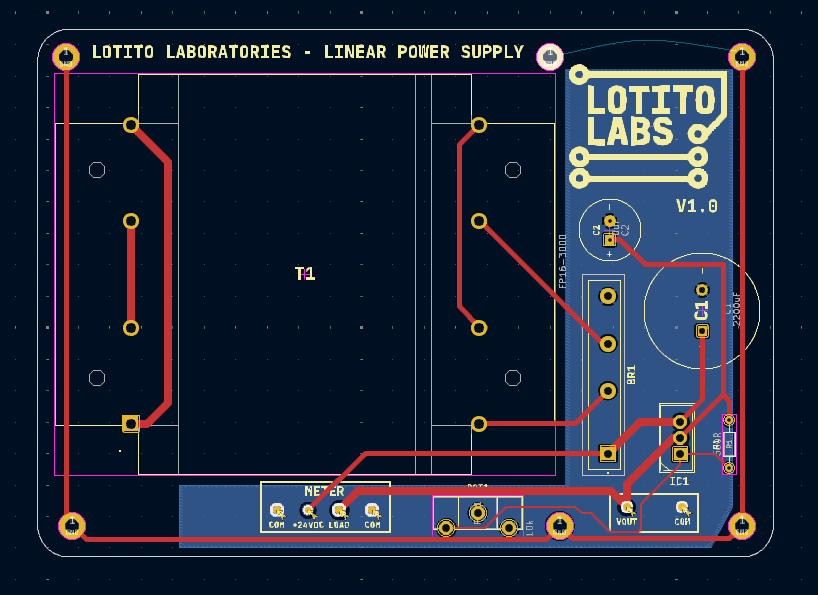 LOTITO LABORATORIES - LINEAR POWER SUPPLY
LOTITO
LABS
V1.0
C2
C2
FP16-3000
T1
C1
2200uF
BR1
IC1
METER
COM
+24VDC
LOAD
COM
10k
VOUT
COM